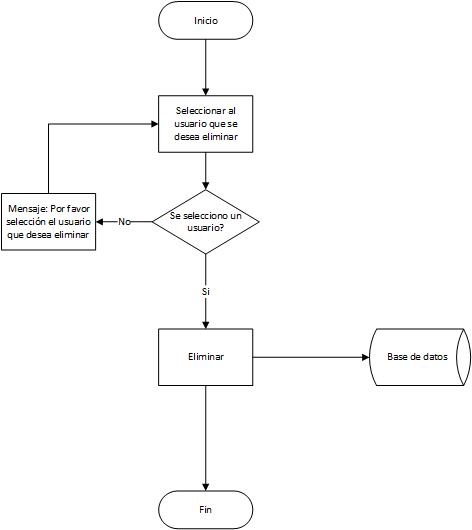 Inicio
Seleccionar al
usuario que se
desea eliminar
Mensaje: Por favor
selección el usuario
que desea eliminar
No
Se selecciono un
usuario?
Si
Eliminar
Base de datos
Fin